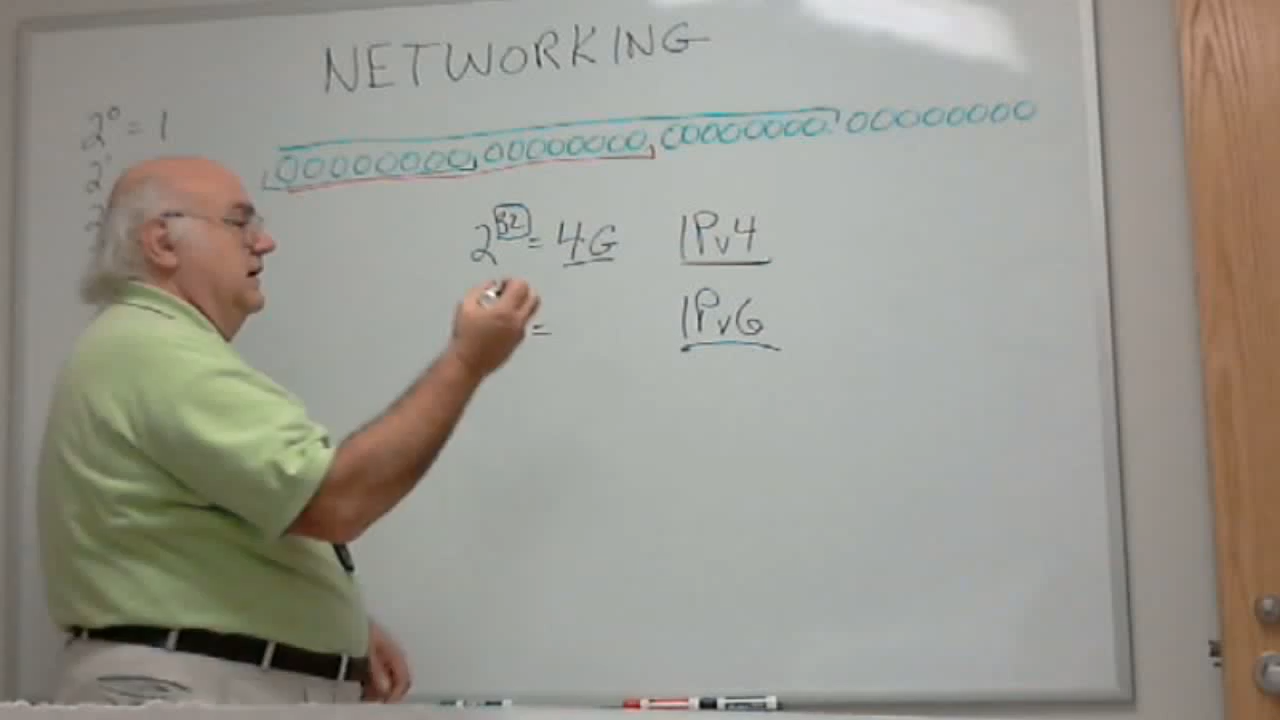 NETWORKING
2⁰ = 1
00000000,00000000,00000000,00000000
2³² = 4G IPv4
= IPv6